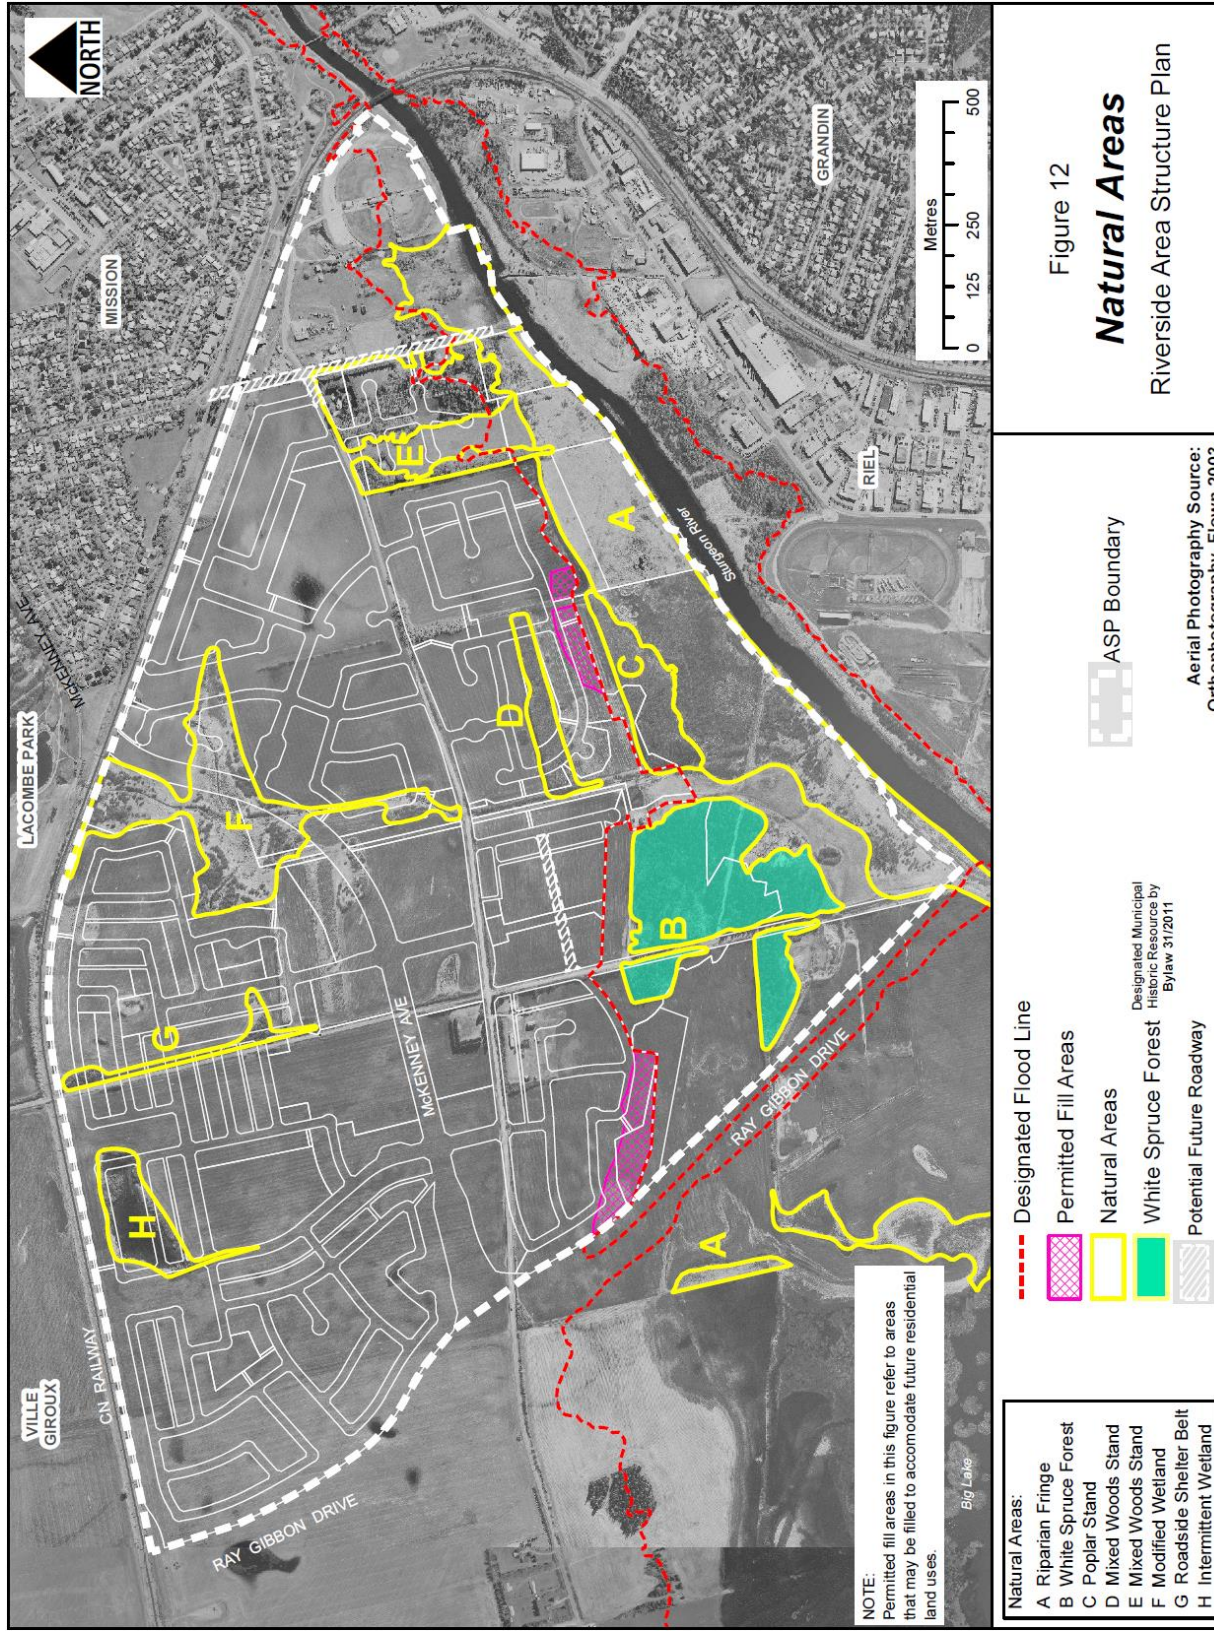 NORTH
LACOMBE PARK
MISSION
VILLE
GIROUX
McKENNEY AVE
CN RAILWAY
RAY GIBBON DRIVE
H
G
F
E
McKENNEY AVE
D
C
A
B
A
Sturgeon River
RAY GIBBON DRIVE
GRANDIN
RIEL
Big Lake
NOTE:
Permitted fill areas in this figure refer to areas
that may be filled to accomodate future residential
land uses.
Metres
0 125 250 500
Natural Areas:
A Riparian Fringe
B White Spruce Forest
C Poplar Stand
D Mixed Woods Stand
E Mixed Woods Stand
F Modified Wetland
G Roadside Shelter Belt
H Intermittent Wetland
Designated Flood Line
Permitted Fill Areas
Natural Areas
White Spruce Forest
Designated Municipal
Historic Resource by
Bylaw 31/2011
Potential Future Roadway
ASP Boundary
Aerial Photography Source:
Figure 12
Natural Areas
Riverside Area Structure Plan